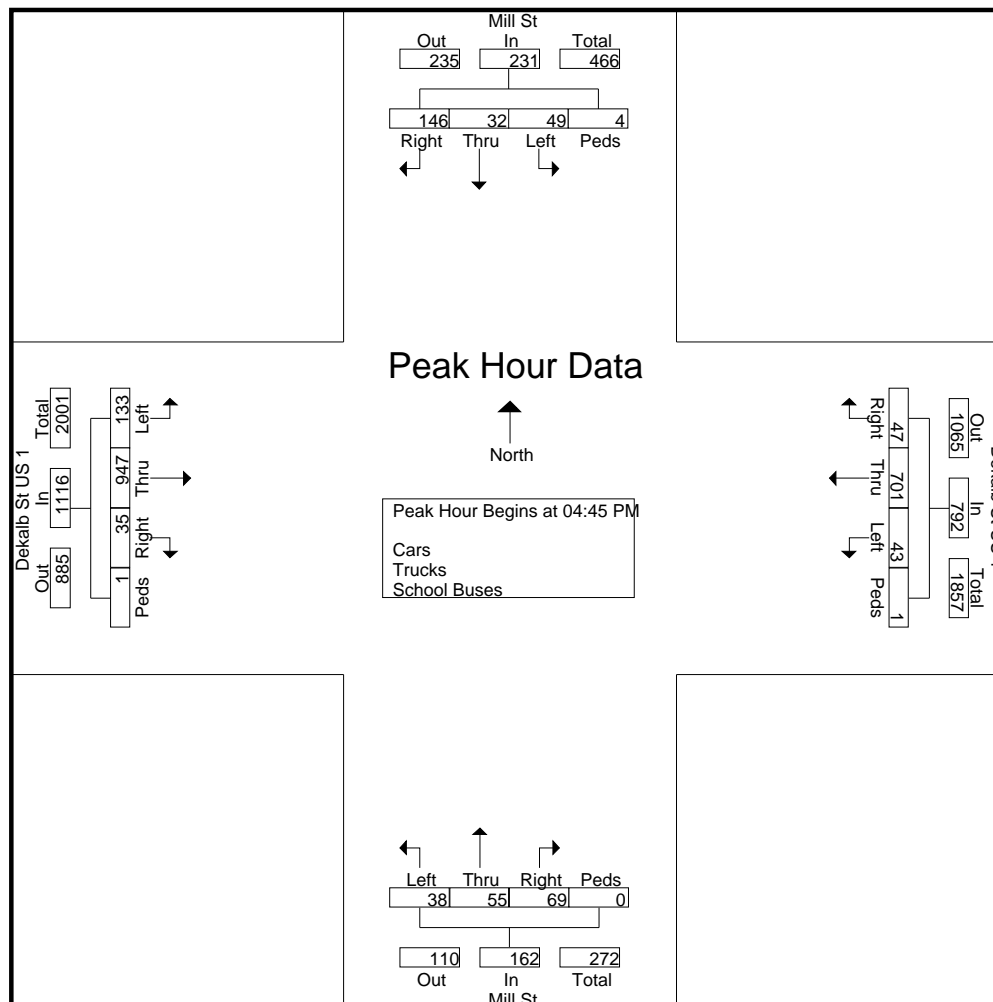 Mill St
Out In Total
235 231 466
146 32 49 4
Right Thru Left Peds
Peak Hour Data
North
Peak Hour Begins at 04:45 PM
Cars
Trucks
School Buses
Dekalb St US 1
Out In Total
885 1116 2001
1 35 947 133
Peds Right Thru Left
Out In Total
1065 792 1857
47 701 43 1
Right Thru Left Peds
Left Thru Right Peds
38 55 69 0
110 162 272
Out In Total
Mill St